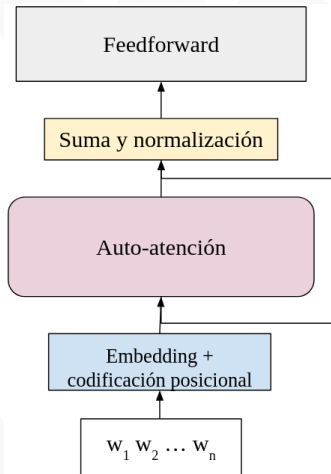 Feedforward
Suma y normalización
Auto-atención
Embedding +
codificación posicional
w₁ w₂ … wₙ